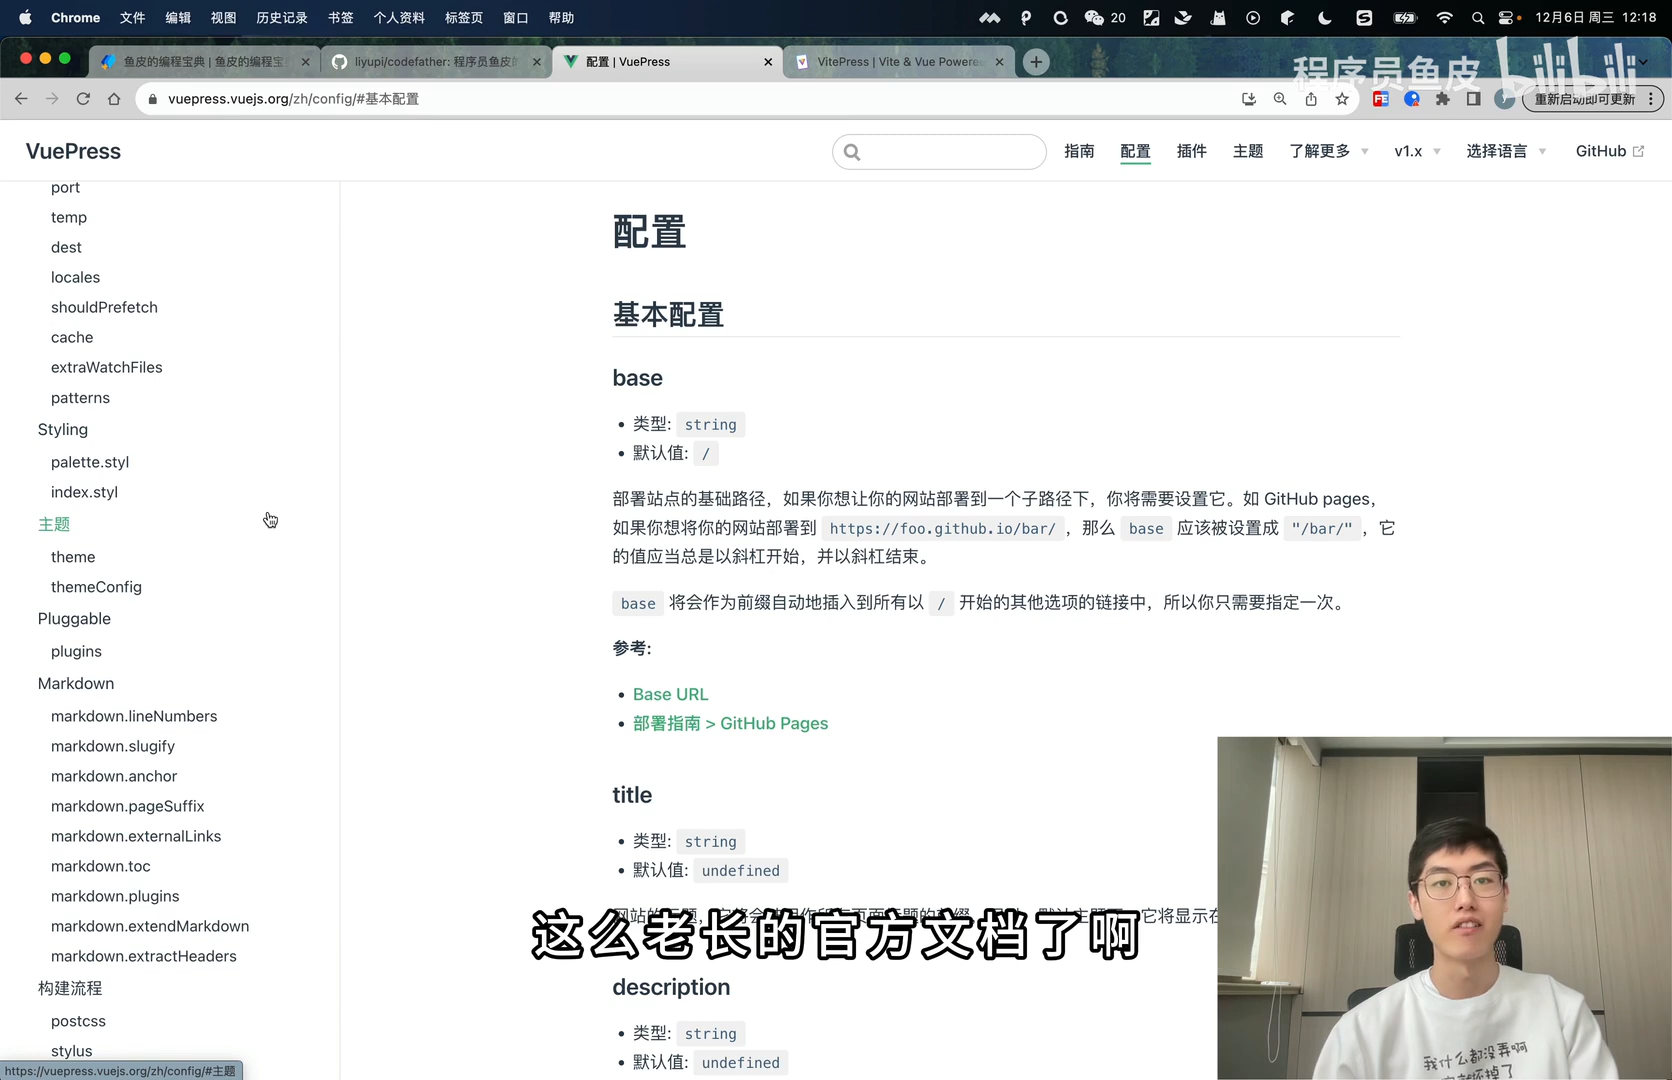 Chrome 文件 编辑 视图 历史记录 书签 个人资料 标签页 窗口 帮助 20 12月6日 周三 12:18
鱼皮的编程宝典 | 鱼皮的编程宝 liyupi/codefather: 程序员鱼皮的 配置 | VuePress VitePress | Vite & Vue Powere
程序员鱼皮 bilibili
vuepress.vuejs.org/zh/config/#基本配置 重新启动即可更新
VuePress 指南 配置 插件 主题 了解更多 v1.x 选择语言 GitHub
port
temp
dest
locales
shouldPrefetch
cache
extraWatchFiles
patterns
Styling
palette.styl
index.styl
主题
theme
themeConfig
Pluggable
plugins
Markdown
markdown.lineNumbers
markdown.slugify
markdown.anchor
markdown.pageSuffix
markdown.externalLinks
markdown.toc
markdown.plugins
markdown.extendMarkdown
markdown.extractHeaders
构建流程
postcss
stylus
https://vuepress.vuejs.org/zh/config/#主题
配置
基本配置
base
类型: string
默认值: /
部署站点的基础路径，如果你想让你的网站部署到一个子路径下，你将需要设置它。如 GitHub pages，
如果你想将你的网站部署到 https://foo.github.io/bar/ ，那么 base 应该被设置成 "/bar/"，它
的值应当总是以斜杠开始，并以斜杠结束。
base 将会作为前缀自动地插入到所有以 / 开始的其他选项的链接中，所以你只需要指定一次。
参考:
Base URL
部署指南 > GitHub Pages
title
类型: string
默认值: undefined
它将显示在
这么老长的官方文档了啊
description
类型: string
默认值: undefined
我什么都没弄啊